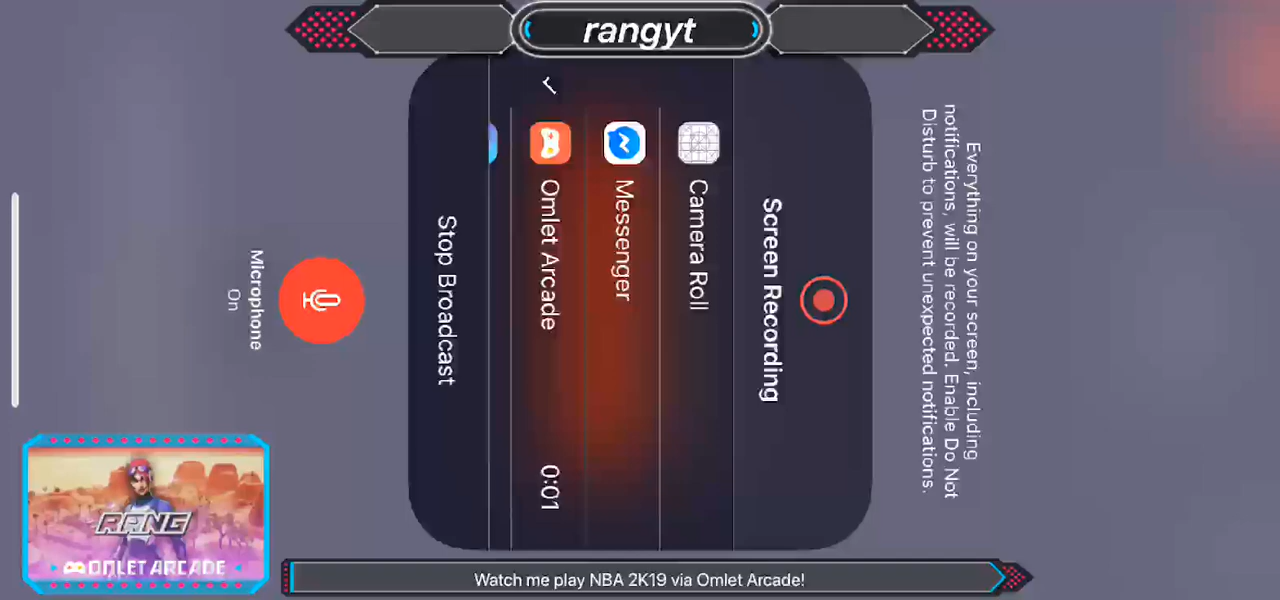 rangyt
Everything on your screen, including
notifications, will be recorded. Enable Do Not
Disturb to prevent unexpected notifications.
Screen Recording
Camera Roll
Messenger
Omlet Arcade 0:01
Stop Broadcast
Microphone
On
RANG
OMLET ARCADE
Watch me play NBA 2K19 via Omlet Arcade!